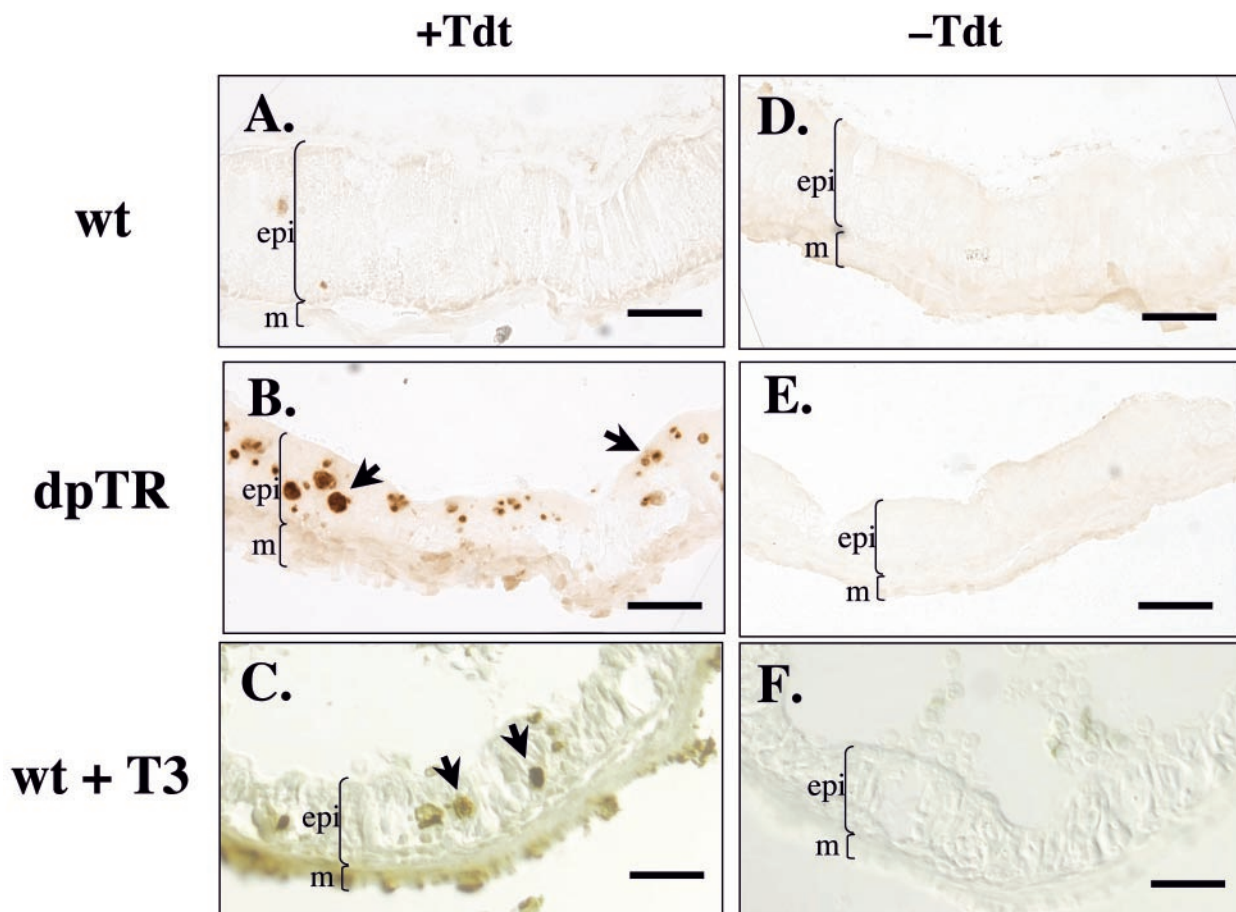 +Tdt –Tdt
wt
A. epi m
D. epi m
dpTR
B. epi m
E. epi m
wt + T3
C. epi m
F. epi m